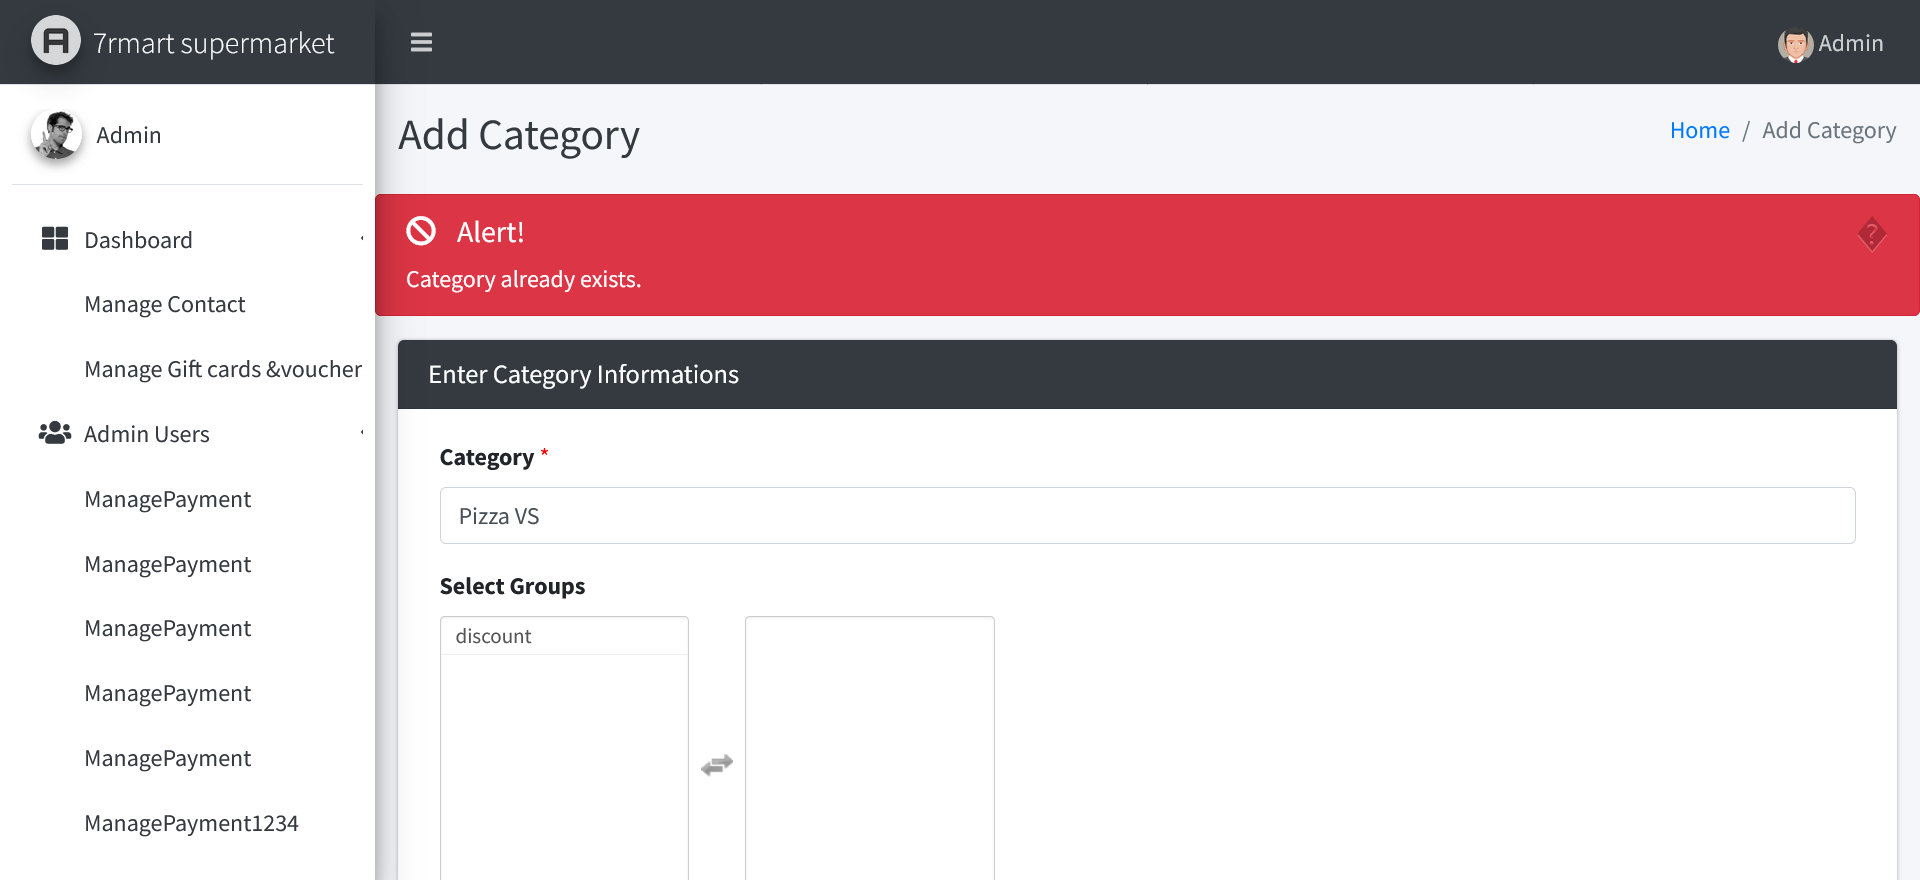 7rmart supermarket
Admin
Admin
Dashboard
Manage Contact
Manage Gift cards &voucher
Admin Users
ManagePayment
ManagePayment
ManagePayment
ManagePayment
ManagePayment
ManagePayment1234
Add Category
Home / Add Category
Alert!
?
Category already exists.
Enter Category Informations
Category *
Pizza VS
Select Groups
discount